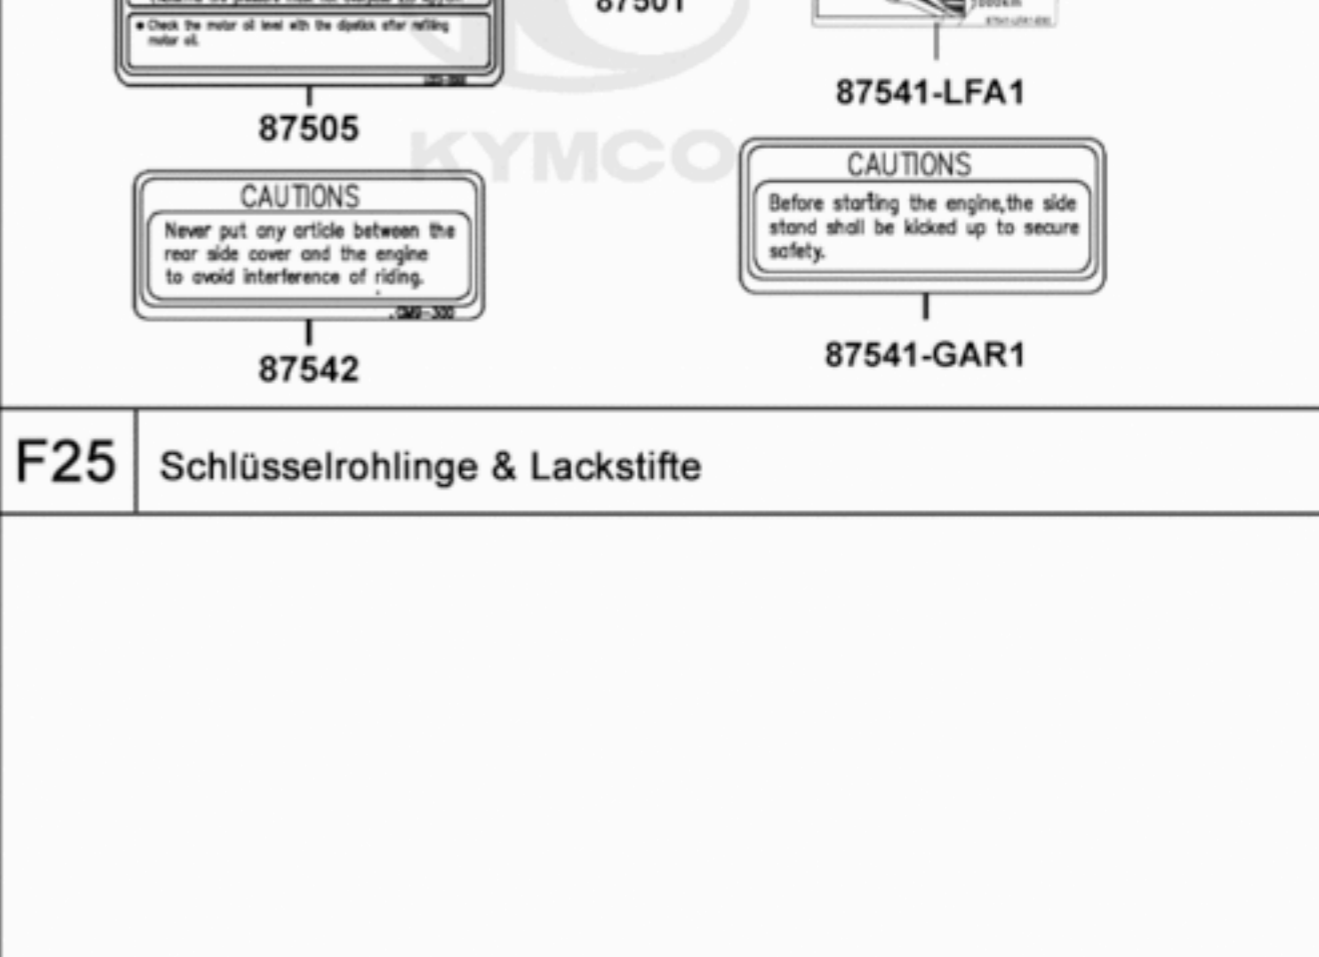 87501
● Check the motor oil level with the dipstick after refilling
motor oil.
87505
87541-LFA1
KYMCO
CAUTIONS
Never put any article between the
rear side cover and the engine
to avoid interference of riding.
87542
CAUTIONS
Before starting the engine,the side
stand shall be kicked up to secure
safety.
87541-GAR1
F25
Schlüsselrohlinge & Lackstifte